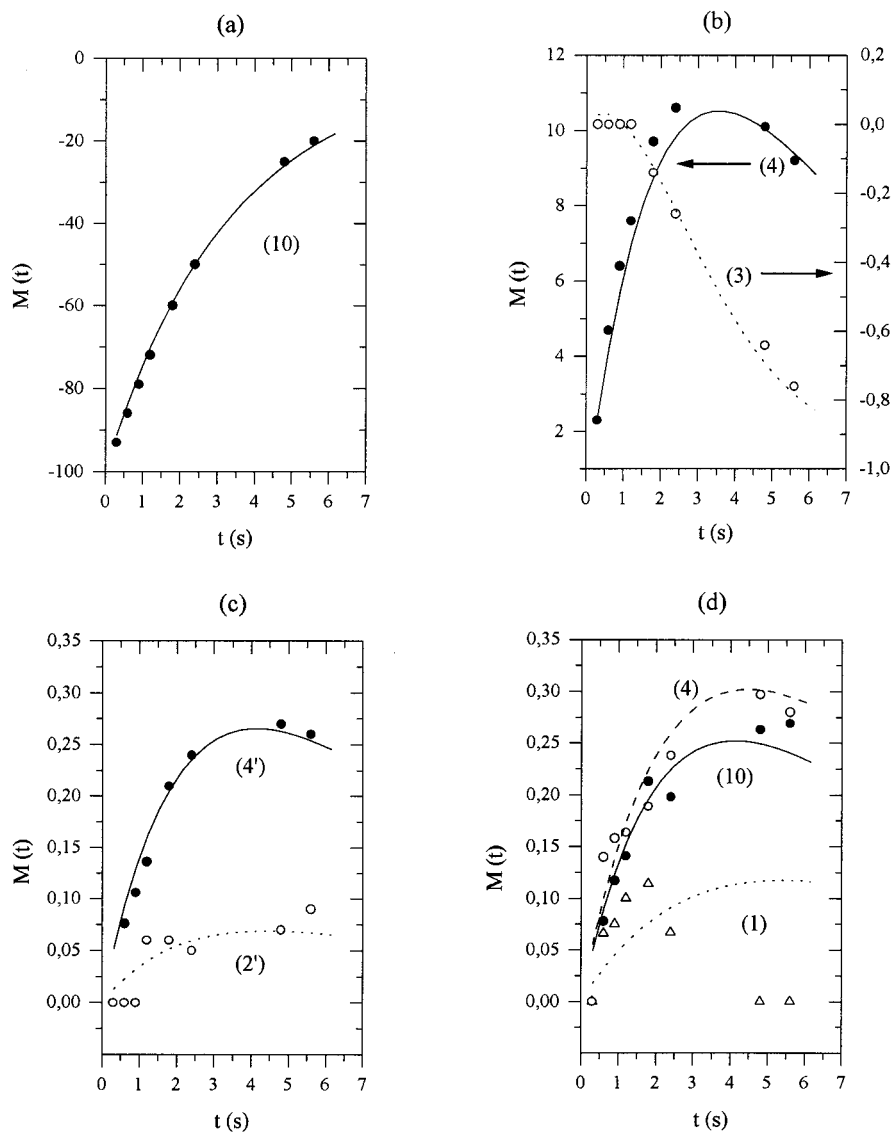 (a)
0
-20
-40
-60
-80
-100
M (t)
(10)
0 1 2 3 4 5 6 7
t (s)
(b)
12
10
8
6
4
2
M (t)
0,2
0,0
-0,2
-0,4
-0,6
-0,8
-1,0
(4)
(3)
0 1 2 3 4 5 6 7
t (s)
(c)
0,35
0,30
0,25
0,20
0,15
0,10
0,05
0,00
M (t)
(4')
(2')
0 1 2 3 4 5 6 7
t (s)
(d)
0,35
0,30
0,25
0,20
0,15
0,10
0,05
0,00
M (t)
(4)
(10)
(1)
0 1 2 3 4 5 6 7
t (s)